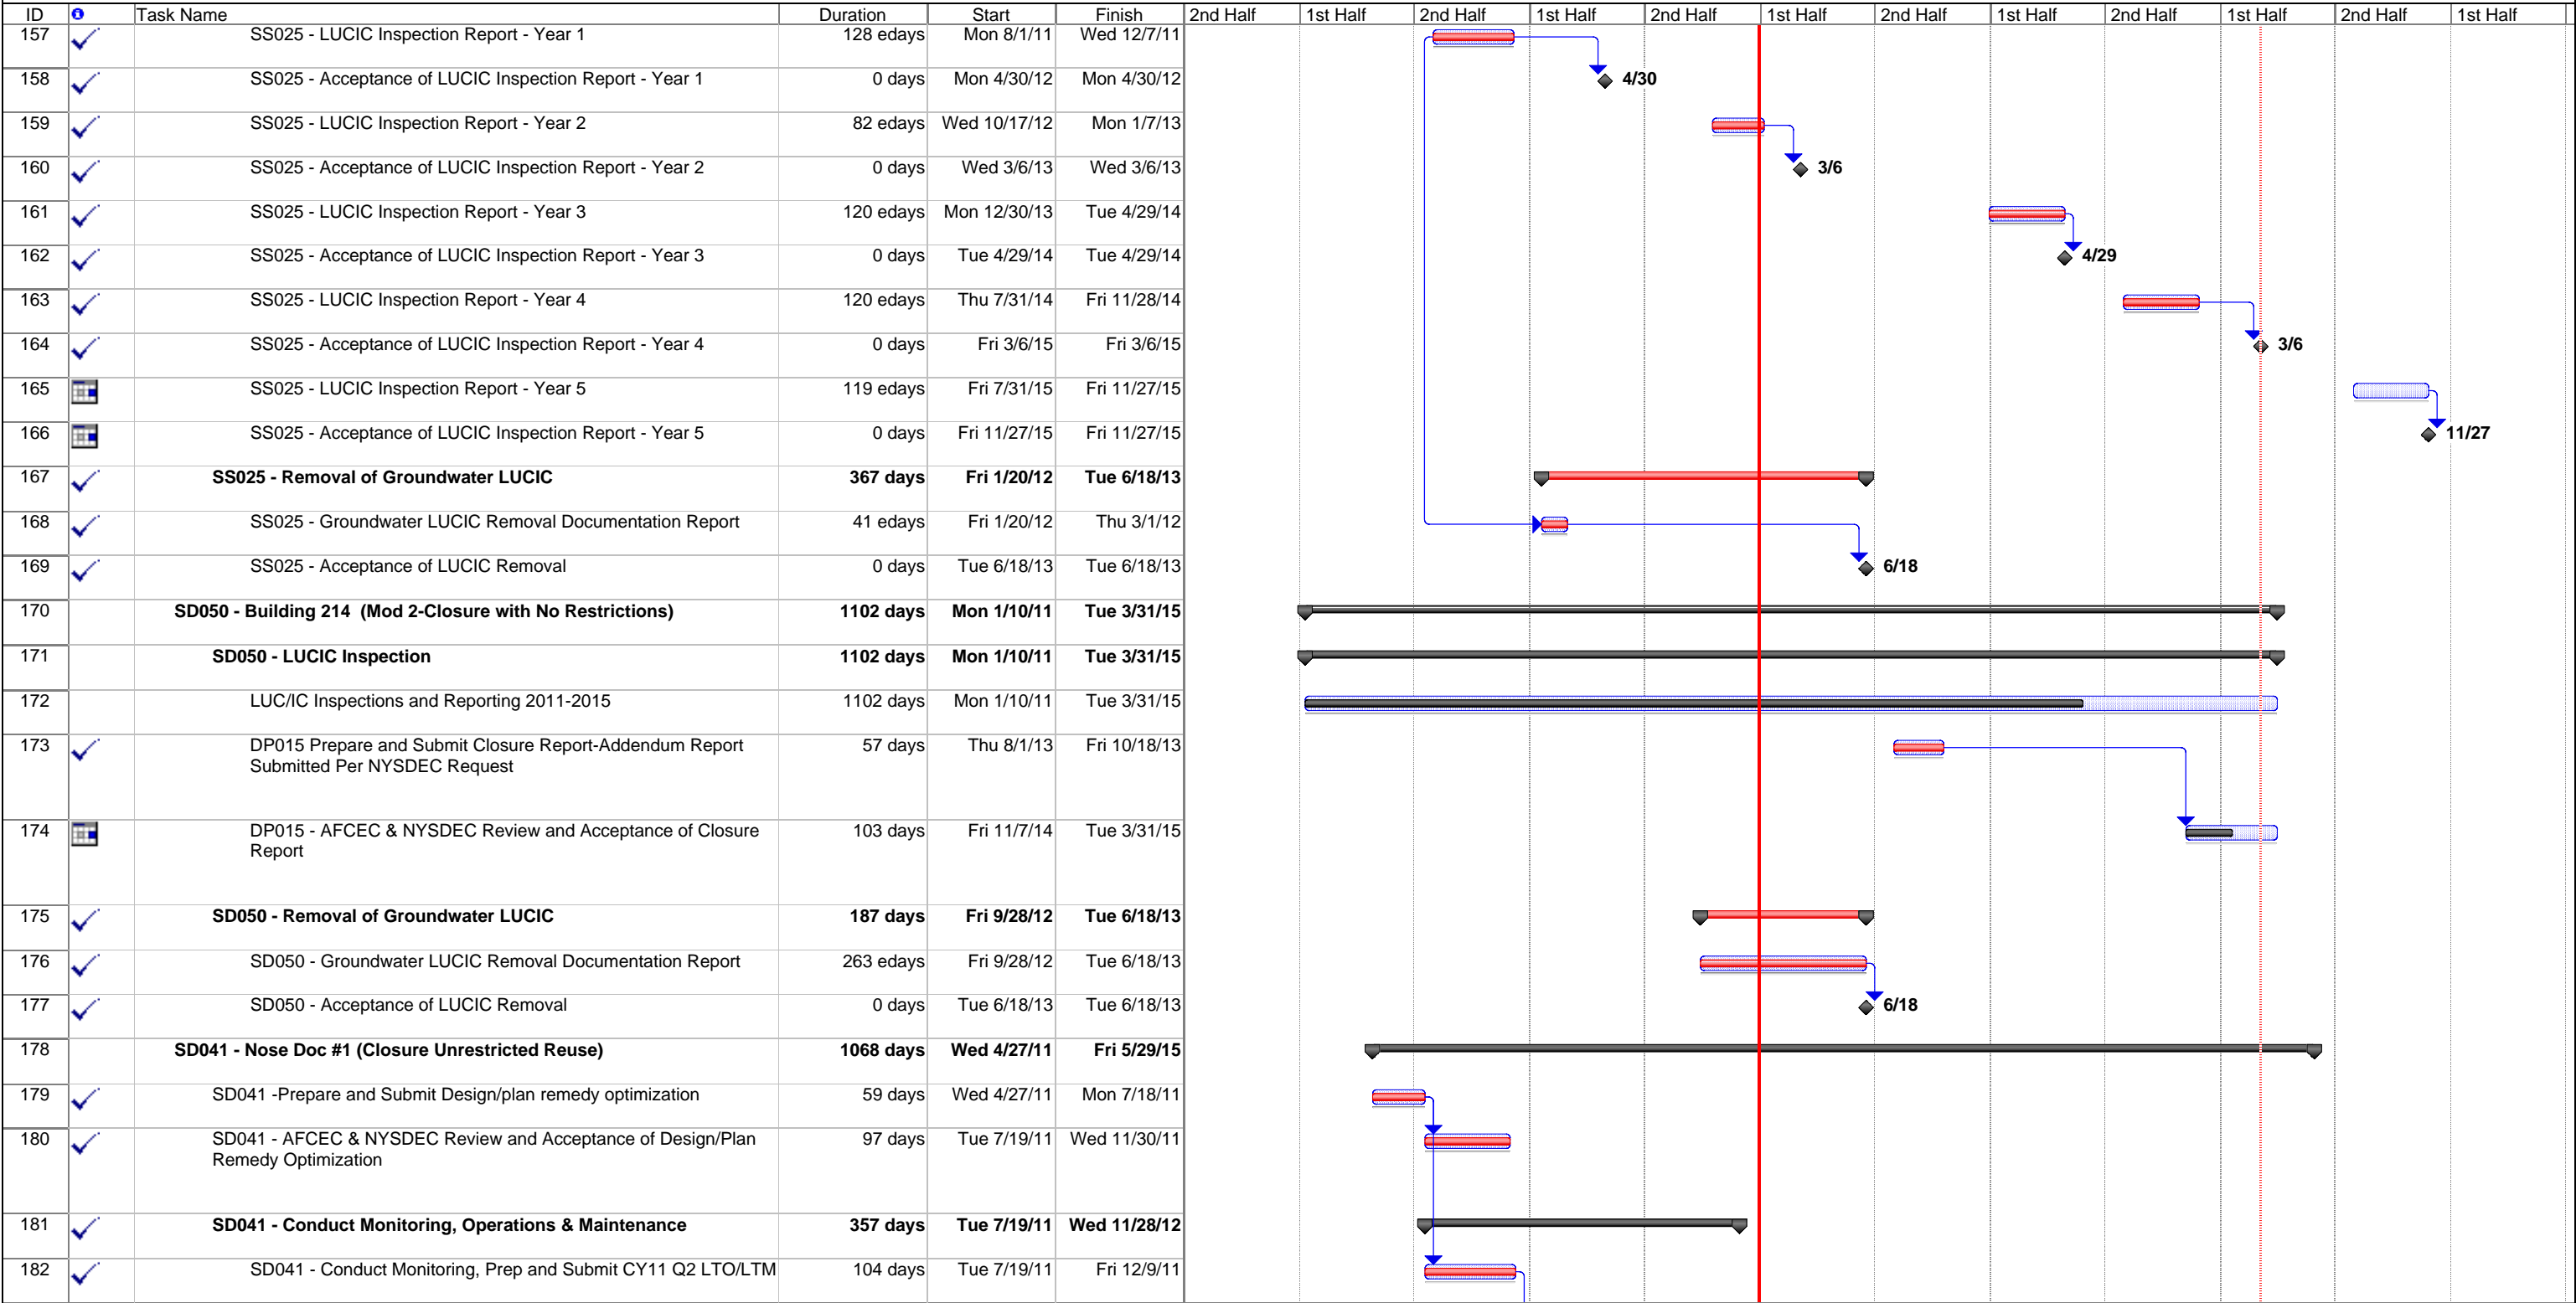 ID Task Name Duration Start Finish 2nd Half 1st Half 2nd Half 1st Half 2nd Half 1st Half 2nd Half 1st Half 2nd Half 1st Half 2nd Half 1st Half
157 SS025 - LUCIC Inspection Report - Year 1 128 edays Mon 8/1/11 Wed 12/7/11
158 SS025 - Acceptance of LUCIC Inspection Report - Year 1 0 days Mon 4/30/12 Mon 4/30/12 4/30
159 SS025 - LUCIC Inspection Report - Year 2 82 edays Wed 10/17/12 Mon 1/7/13
160 SS025 - Acceptance of LUCIC Inspection Report - Year 2 0 days Wed 3/6/13 Wed 3/6/13 3/6
161 SS025 - LUCIC Inspection Report - Year 3 120 edays Mon 12/30/13 Tue 4/29/14
162 SS025 - Acceptance of LUCIC Inspection Report - Year 3 0 days Tue 4/29/14 Tue 4/29/14 4/29
163 SS025 - LUCIC Inspection Report - Year 4 120 edays Thu 7/31/14 Fri 11/28/14
164 SS025 - Acceptance of LUCIC Inspection Report - Year 4 0 days Fri 3/6/15 Fri 3/6/15 3/6
165 SS025 - LUCIC Inspection Report - Year 5 119 edays Fri 7/31/15 Fri 11/27/15
166 SS025 - Acceptance of LUCIC Inspection Report - Year 5 0 days Fri 11/27/15 Fri 11/27/15 11/27
167 SS025 - Removal of Groundwater LUCIC 367 days Fri 1/20/12 Tue 6/18/13
168 SS025 - Groundwater LUCIC Removal Documentation Report 41 edays Fri 1/20/12 Thu 3/1/12
169 SS025 - Acceptance of LUCIC Removal 0 days Tue 6/18/13 Tue 6/18/13 6/18
170 SD050 - Building 214 (Mod 2-Closure with No Restrictions) 1102 days Mon 1/10/11 Tue 3/31/15
171 SD050 - LUCIC Inspection 1102 days Mon 1/10/11 Tue 3/31/15
172 LUC/IC Inspections and Reporting 2011-2015 1102 days Mon 1/10/11 Tue 3/31/15
173 DP015 Prepare and Submit Closure Report-Addendum Report 57 days Thu 8/1/13 Fri 10/18/13
Submitted Per NYSDEC Request
174 DP015 - AFCEC & NYSDEC Review and Acceptance of Closure 103 days Fri 11/7/14 Tue 3/31/15
Report
175 SD050 - Removal of Groundwater LUCIC 187 days Fri 9/28/12 Tue 6/18/13
176 SD050 - Groundwater LUCIC Removal Documentation Report 263 edays Fri 9/28/12 Tue 6/18/13
177 SD050 - Acceptance of LUCIC Removal 0 days Tue 6/18/13 Tue 6/18/13 6/18
178 SD041 - Nose Doc #1 (Closure Unrestricted Reuse) 1068 days Wed 4/27/11 Fri 5/29/15
179 SD041 -Prepare and Submit Design/plan remedy optimization 59 days Wed 4/27/11 Mon 7/18/11
180 SD041 - AFCEC & NYSDEC Review and Acceptance of Design/Plan 97 days Tue 7/19/11 Wed 11/30/11
Remedy Optimization
181 SD041 - Conduct Monitoring, Operations & Maintenance 357 days Tue 7/19/11 Wed 11/28/12
182 SD041 - Conduct Monitoring, Prep and Submit CY11 Q2 LTO/LTM 104 days Tue 7/19/11 Fri 12/9/11